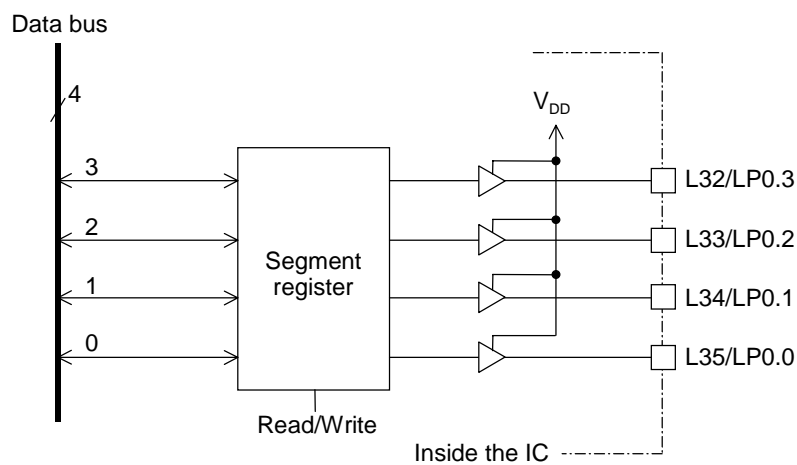 Data bus
4
V_DD
3
L32/LP0.3
2
L33/LP0.2
Segment
register
1
L34/LP0.1
0
L35/LP0.0
Read/Write
Inside the IC